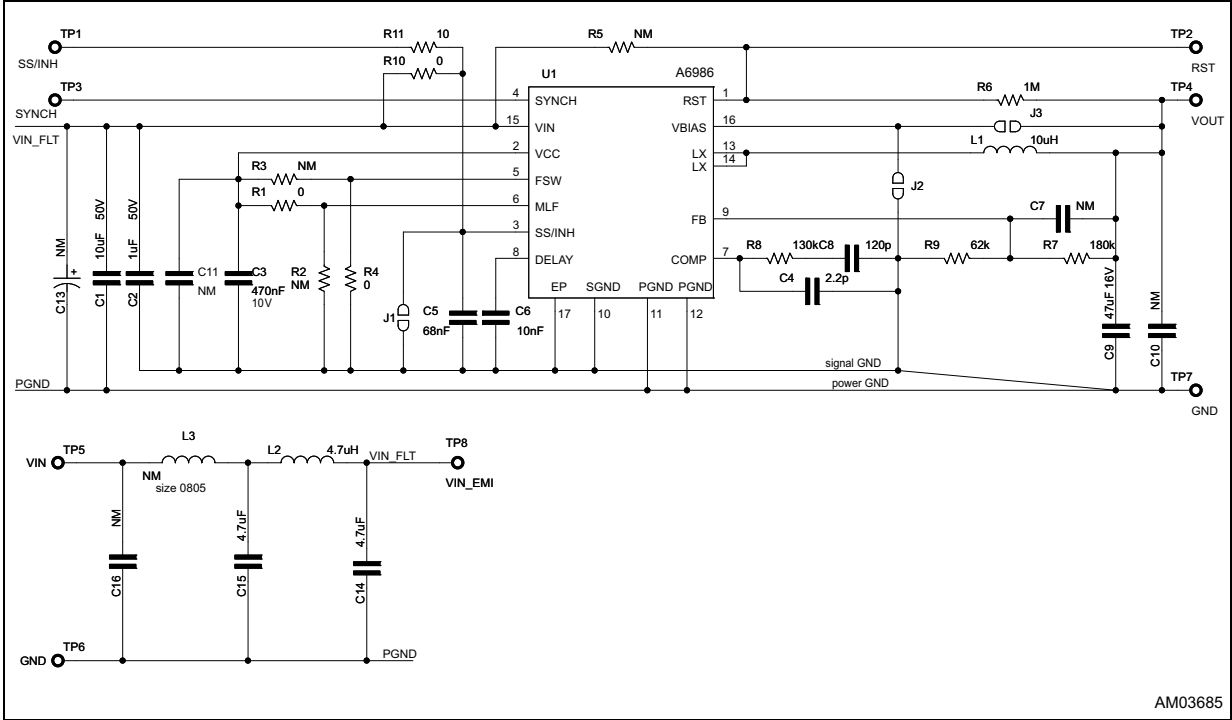 TP1
R11 10
R5 NM
TP2
SS/INH
R10 0
RST
U1
A6986
TP3
R6 1M
TP4
SYNCH
4 SYNCH
RST 1
J3
VOUT
VIN_FLT
15 VIN
VBIAS 16
L1 10uH
2 VCC
LX 13
LX 14
R3 NM
5 FSW
J2
R1 0
6 MLF
FB 9
C7 NM
3 SS/INH
8 DELAY
COMP 7
R8 130k
C8 120p
R9 62k
R7 180k
C4 2.2p
NM
C13
+
10uF 50V
C1
1uF 50V
C2
C11
NM
C3
470nF
10V
R2
NM
R4
0
J1
C5
68nF
C6
10nF
EP SGND PGND PGND
17 10 11 12
47uF 16V
C9
NM
C10
signal GND
PGND
power GND
TP7
GND
L3
L2 4.7uH
TP8
VIN TP5
VIN_FLT
NM
size 0805
VIN_EMI
NM
C16
4.7uF
C15
4.7uF
C14
GND TP6
PGND
AM03685